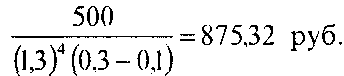 500
(1,3)⁴ (0,3 − 0,1) = 875,32 руб.